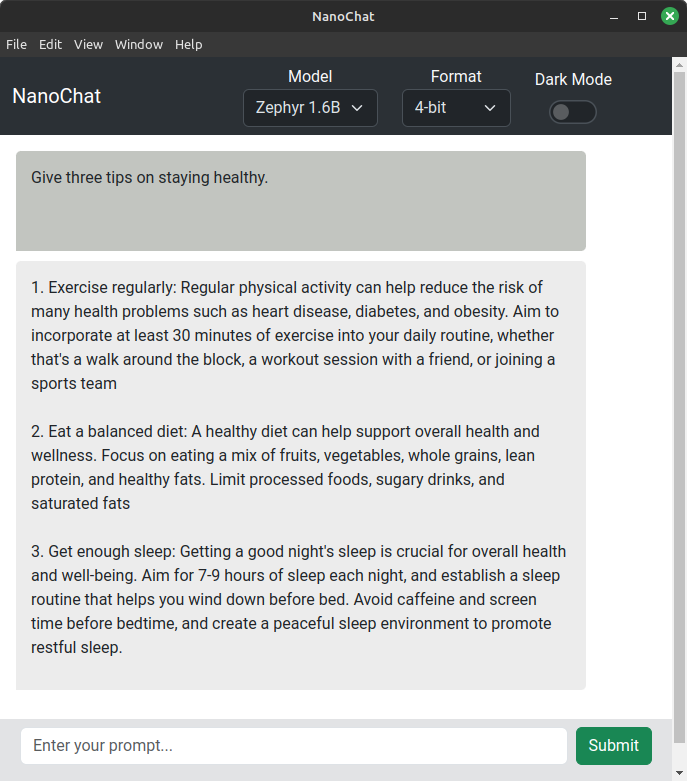 NanoChat
File Edit View Window Help
NanoChat
Model
Zephyr 1.6B
Format
4-bit
Dark Mode
Give three tips on staying healthy.
1. Exercise regularly: Regular physical activity can help reduce the risk of
many health problems such as heart disease, diabetes, and obesity. Aim to
incorporate at least 30 minutes of exercise into your daily routine, whether
that's a walk around the block, a workout session with a friend, or joining a
sports team
2. Eat a balanced diet: A healthy diet can help support overall health and
wellness. Focus on eating a mix of fruits, vegetables, whole grains, lean
protein, and healthy fats. Limit processed foods, sugary drinks, and
saturated fats
3. Get enough sleep: Getting a good night's sleep is crucial for overall health
and well-being. Aim for 7-9 hours of sleep each night, and establish a sleep
routine that helps you wind down before bed. Avoid caffeine and screen
time before bedtime, and create a peaceful sleep environment to promote
restful sleep.
Enter your prompt...
Submit